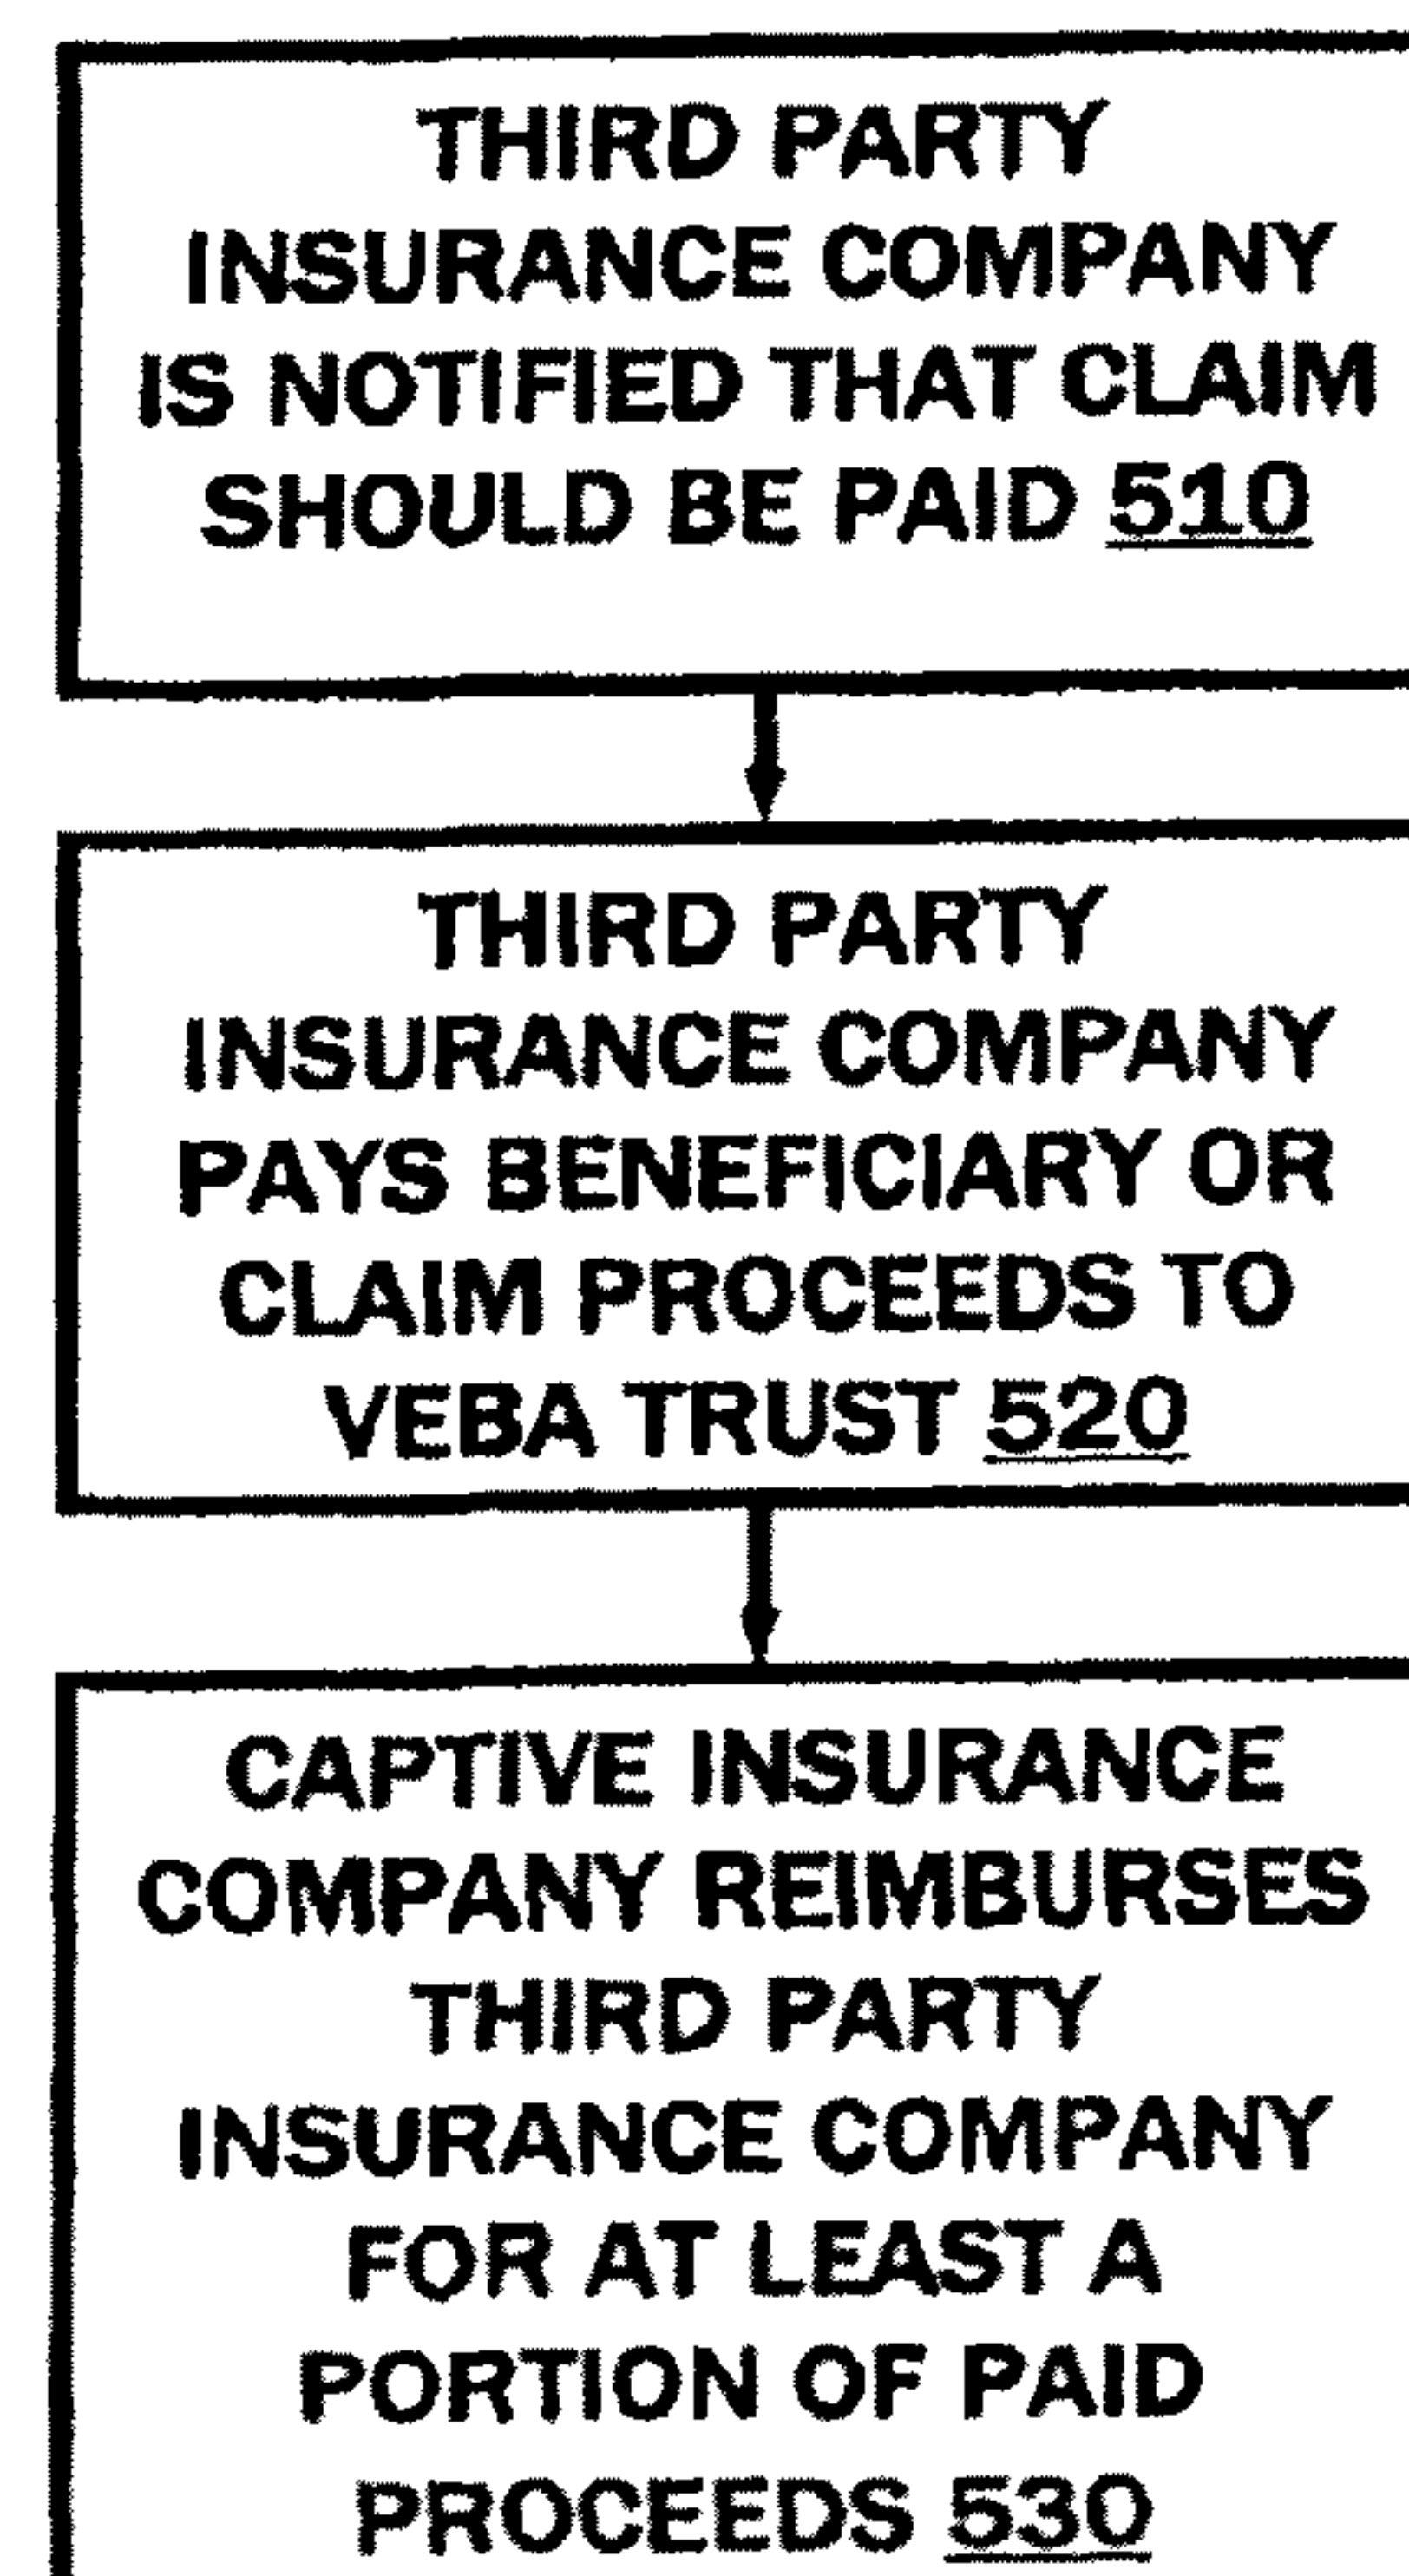 THIRD PARTY
INSURANCE COMPANY
IS NOTIFIED THAT CLAIM
SHOULD BE PAID 510
THIRD PARTY
INSURANCE COMPANY
PAYS BENEFICIARY OR
CLAIM PROCEEDS TO
VEBA TRUST 520
CAPTIVE INSURANCE
COMPANY REIMBURSES
THIRD PARTY
INSURANCE COMPANY
FOR AT LEAST A
PORTION OF PAID
PROCEEDS 530